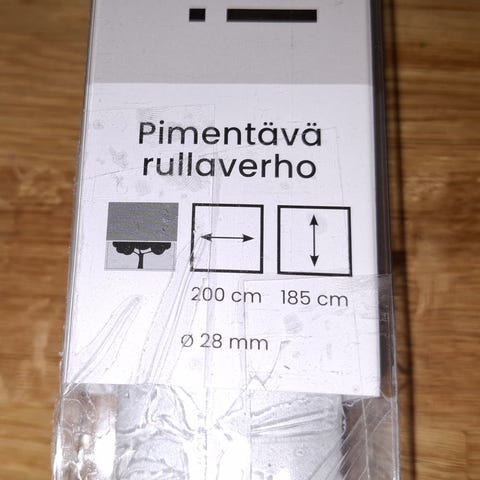 Pimentävä
rullaverho
200 cm 185 cm
ø 28 mm